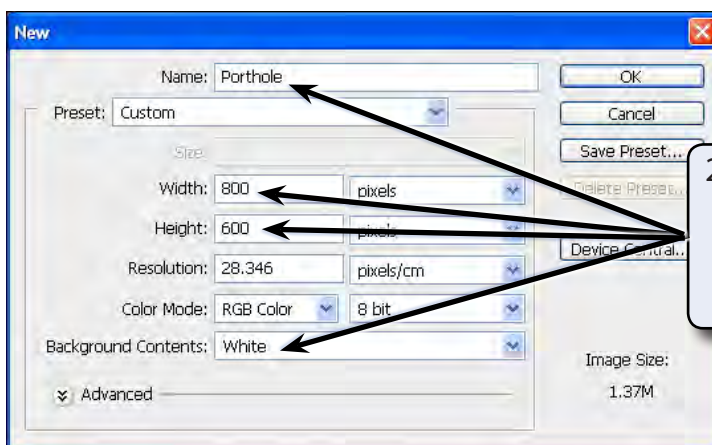 New
Name: Porthole
OK
Preset: Custom
Cancel
Size:
Save Preset...
Width: 800 pixels
Delete Preset...
2
Height: 600 pixels
Device Central...
Resolution: 28.346 pixels/cm
Color Mode: RGB Color 8 bit
Background Contents: White
Image Size:
Advanced
1.37M